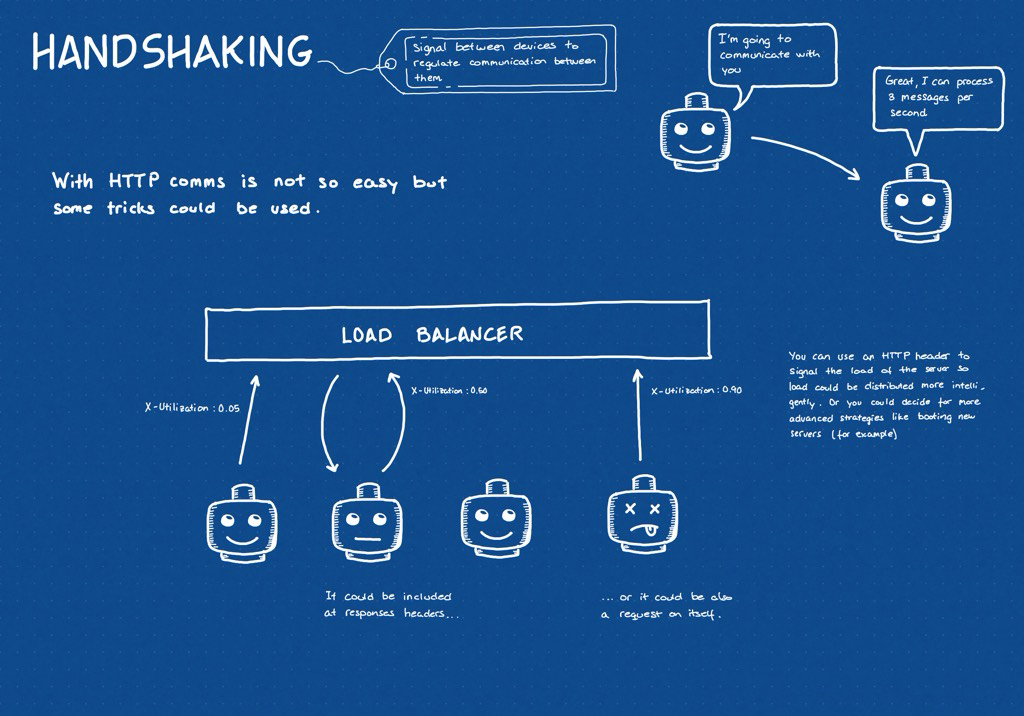 HANDSHAKING
Signal between devices to
regulate communication between
them
I'm going to
communicate with
you
Great, I can process
3 messages per
second
With HTTP comms is not so easy but
some tricks could be used.
LOAD BALANCER
X-Utilization : 0.05
X-Utilization : 0.50
X-Utilization : 0.90
You can use an HTTP header to
signal the load of the server so
load could be distributed more intelli-
gently. Or you could decide for more
advanced strategies like booting new
servers (for example)
It could be included
at responses headers...
... or it could be also
a request on itself.